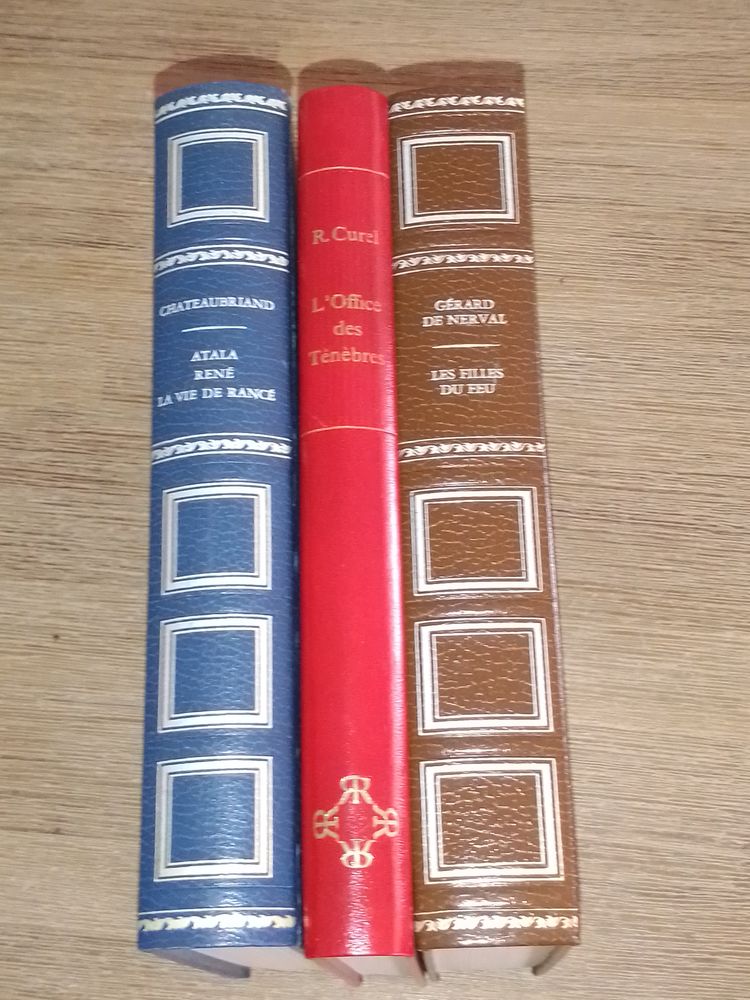 CHATEAUBRIAND
ATALA
RENÉ
LA VIE DE RANCÉ
R. Curel
L'Office
des
Ténèbres
GÉRARD
DE NERVAL
LES FILLES
DU FEU